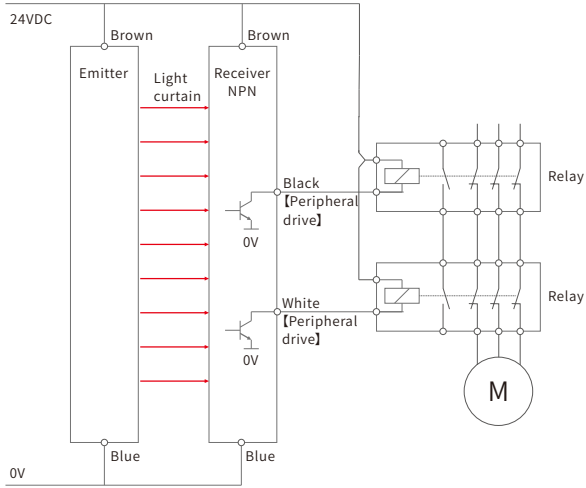 24VDC
Brown
Brown
Emitter
Light
curtain
Receiver
NPN
Black
【Peripheral
drive】
0V
Relay
White
【Peripheral
drive】
0V
Relay
M
Blue
Blue
0V